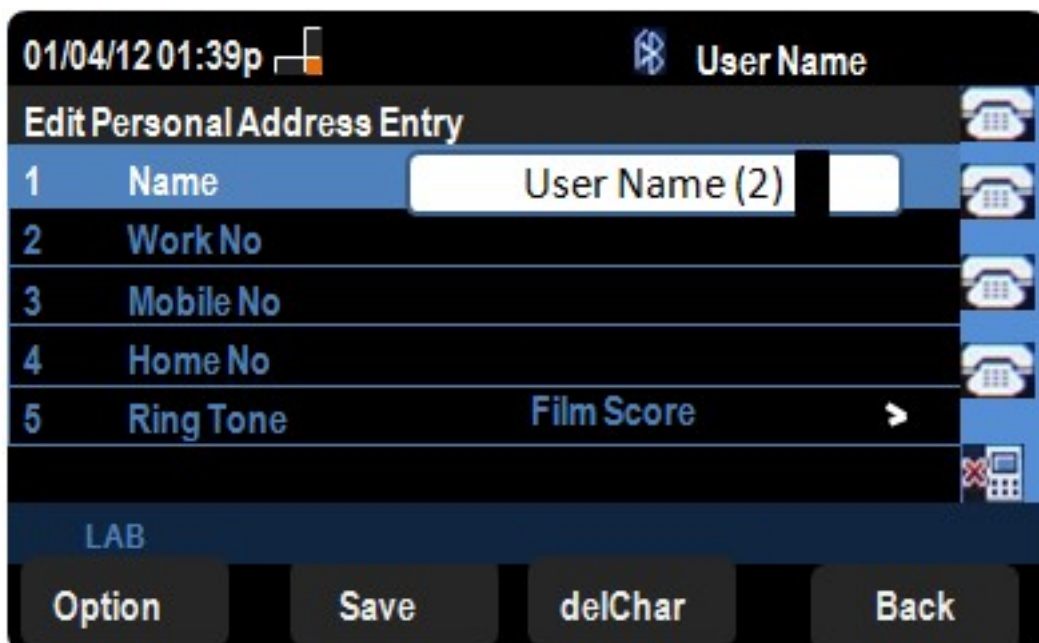 01/04/12 01:39p User Name
Edit Personal Address Entry
1 Name User Name (2)
2 Work No
3 Mobile No
4 Home No
5 Ring Tone Film Score >
LAB
Option Save delChar Back